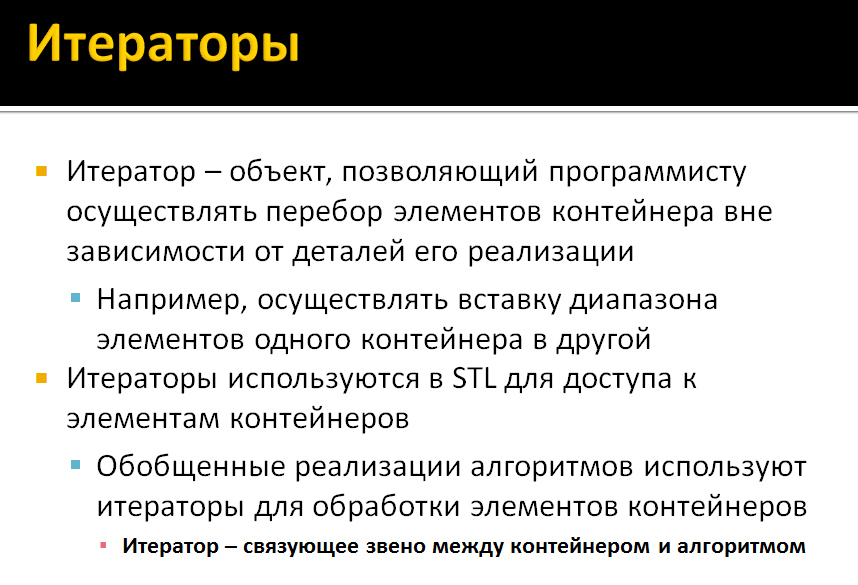 Итераторы
Итератор – объект, позволяющий программисту
осуществлять перебор элементов контейнера вне
зависимости от деталей его реализации
Например, осуществлять вставку диапазона
элементов одного контейнера в другой
Итераторы используются в STL для доступа к
элементам контейнеров
Обобщенные реализации алгоритмов используют
итераторы для обработки элементов контейнеров
Итератор – связующее звено между контейнером и алгоритмом